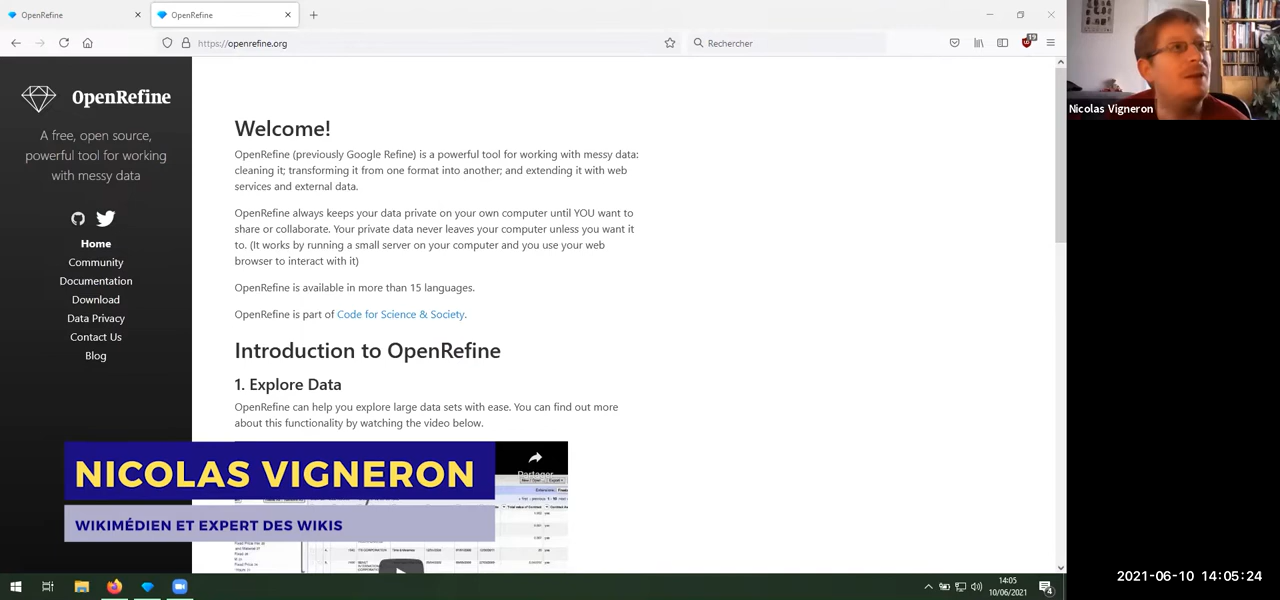 OpenRefine
OpenRefine
https://openrefine.org
Rechercher
19
OpenRefine
A free, open source,
powerful tool for working
with messy data
Home
Community
Documentation
Download
Data Privacy
Contact Us
Blog
Welcome!
OpenRefine (previously Google Refine) is a powerful tool for working with messy data:
cleaning it; transforming it from one format into another; and extending it with web
services and external data.
OpenRefine always keeps your data private on your own computer until YOU want to
share or collaborate. Your private data never leaves your computer unless you want it
to. (It works by running a small server on your computer and you use your web
browser to interact with it)
OpenRefine is available in more than 15 languages.
OpenRefine is part of Code for Science & Society.
Introduction to OpenRefine
1. Explore Data
OpenRefine can help you explore large data sets with ease. You can find out more
about this functionality by watching the video below.
Partager
NICOLAS VIGNERON
WIKIMÉDIEN ET EXPERT DES WIKIS
Nicolas Vigneron
14:05
10/06/2021
4
2021-06-10 14:05:24